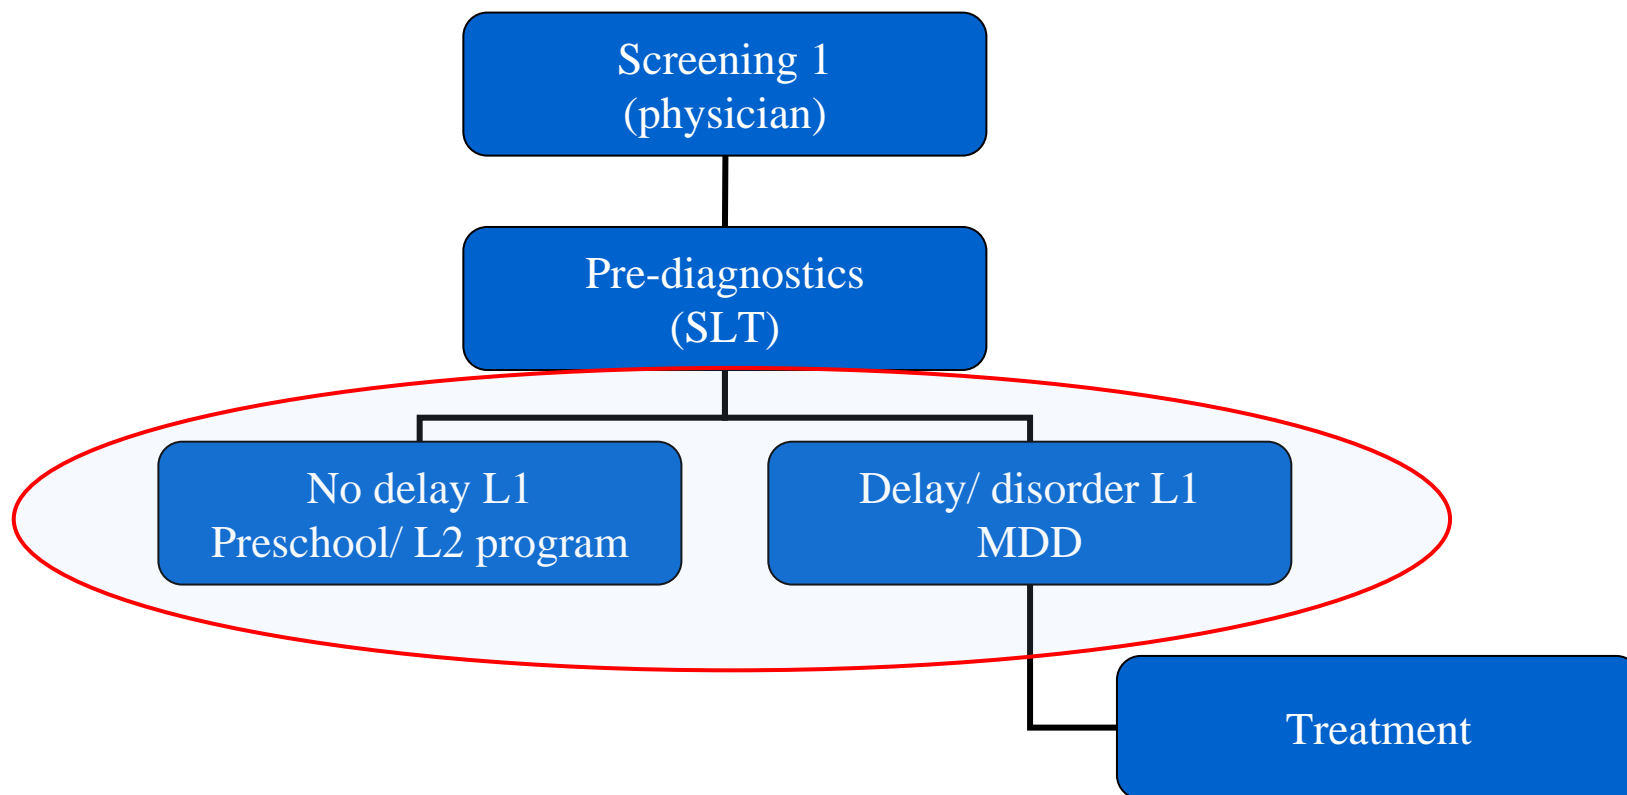 Screening 1
(physician)
Pre-diagnostics
(SLT)
No delay L1
Preschool/ L2 program
Delay/ disorder L1
MDD
Treatment